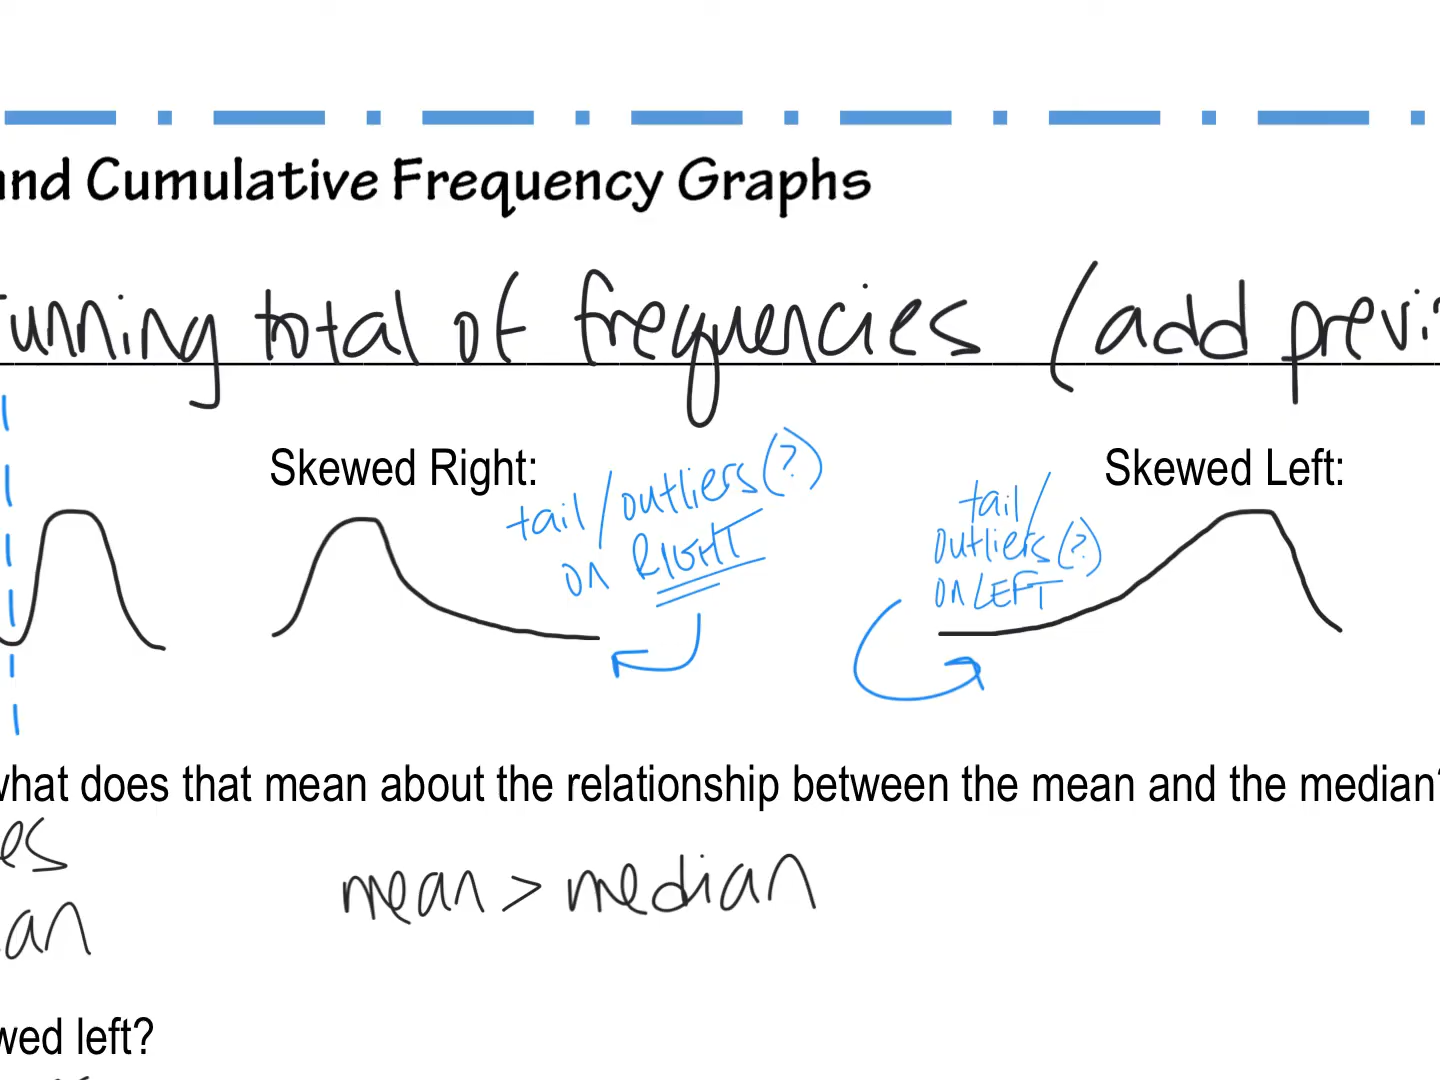 and Cumulative Frequency Graphs
running total of frequencies (add previ
Skewed Right:
tail/outliers(?)
on RIGHT
tail/
outliers(?)
on LEFT
Skewed Left:
what does that mean about the relationship between the mean and the median?
es
an
mean > median
wed left?